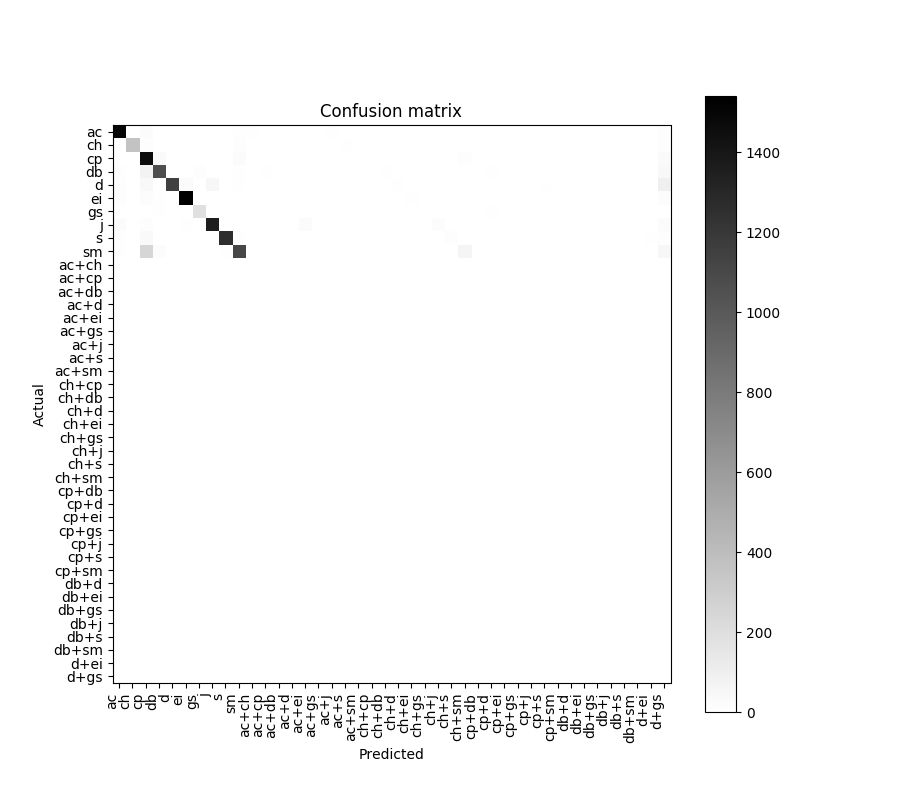 Confusion matrix
ac
ch
cp
db
d
ei
gs
j
s
sm
ac+ch
ac+cp
ac+db
ac+d
ac+ei
ac+gs
ac+j
ac+s
ac+sm
ch+cp
ch+db
ch+d
ch+ei
ch+gs
ch+j
ch+s
ch+sm
cp+db
cp+d
cp+ei
cp+gs
cp+j
cp+s
cp+sm
db+d
db+ei
db+gs
db+j
db+s
db+sm
d+ei
d+gs
Actual
ac
ch
cp
db
d
ei
gs
j
s
sm
ac+ch
ac+cp
ac+db
ac+d
ac+ei
ac+gs
ac+j
ac+s
ac+sm
ch+cp
ch+db
ch+d
ch+ei
ch+gs
ch+j
ch+s
ch+sm
cp+db
cp+d
cp+ei
cp+gs
cp+j
cp+s
cp+sm
db+d
db+ei
db+gs
db+j
db+s
db+sm
d+ei
d+gs
Predicted
1400
1200
1000
800
600
400
200
0